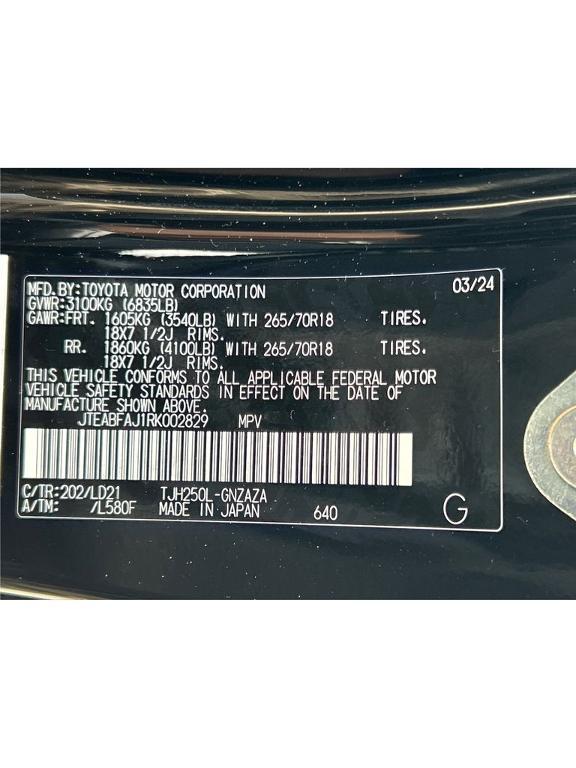 MFD.BY:TOYOTA MOTOR CORPORATION 03/24
GVWR:3100KG (6835LB)
GAWR:FRT. 1605KG (3540LB) WITH 265/70R18 TIRES.
18X7 1/2J RIMS.
RR. 1860KG (4100LB) WITH 265/70R18 TIRES.
18X7 1/2J RIMS.
THIS VEHICLE CONFORMS TO ALL APPLICABLE FEDERAL MOTOR
VEHICLE SAFETY STANDARDS IN EFFECT ON THE DATE OF
MANUFACTURE SHOWN ABOVE.
JTEABFAJ1RK002829 MPV
C/TR:202/LD21 TJH250L-GNZAZA
A/TM: /L580F MADE IN JAPAN 640 G